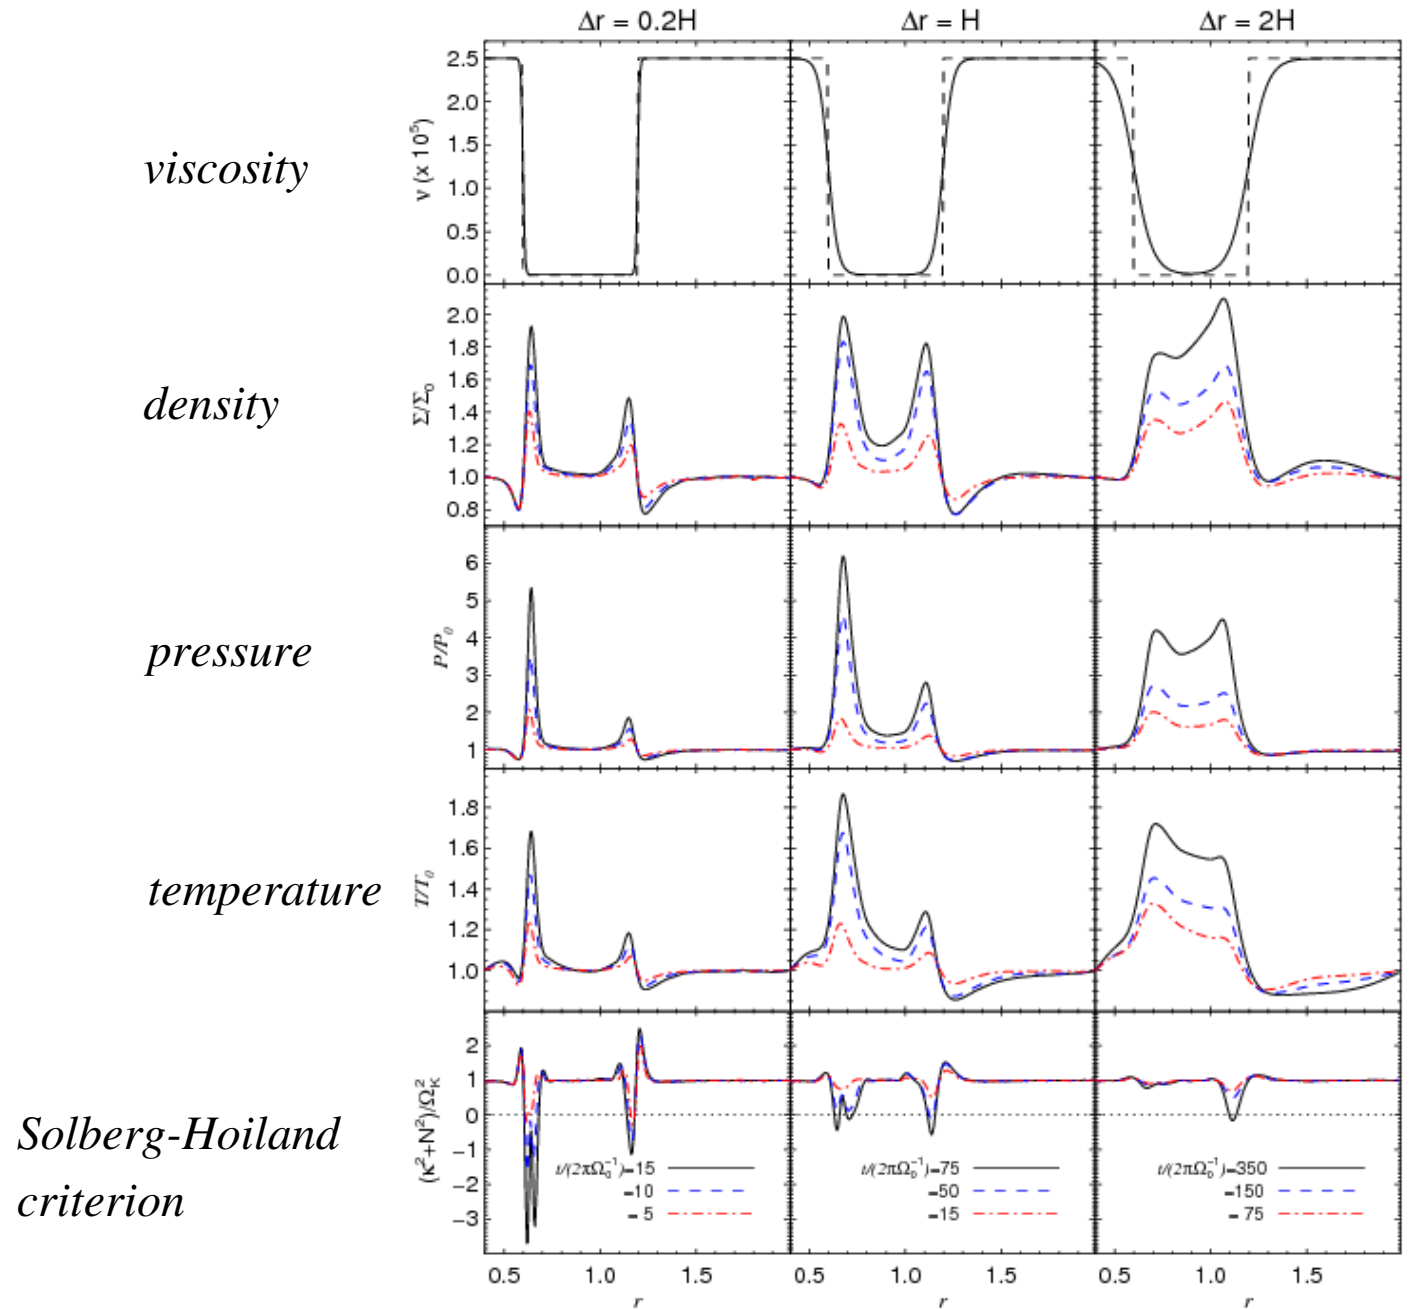 Δr = 0.2H Δr = H Δr = 2H
viscosity
ν (x 10⁵)
2.5
2.0
1.5
1.0
0.5
0.0
density
Σ/Σ₀
2.0
1.8
1.6
1.4
1.2
1.0
0.8
pressure
P/P₀
6
5
4
3
2
1
temperature
T/T₀
1.8
1.6
1.4
1.2
1.0
Solberg-Hoiland
criterion
(κ²+N²)/Ω²ₖ
2
1
0
−1
−2
−3
t/(2πΩ₀⁻¹)=15
=10
= 5
t/(2πΩ₀⁻¹)=75
=50
=15
t/(2πΩ₀⁻¹)=350
=150
= 75
0.5 1.0 1.5 0.5 1.0 1.5 0.5 1.0 1.5
r r r